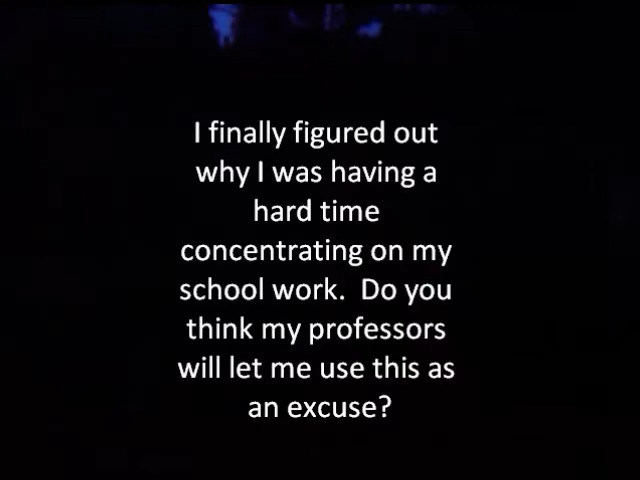 I finally figured out
why I was having a
hard time
concentrating on my
school work.  Do you
think my professors
will let me use this as
an excuse?